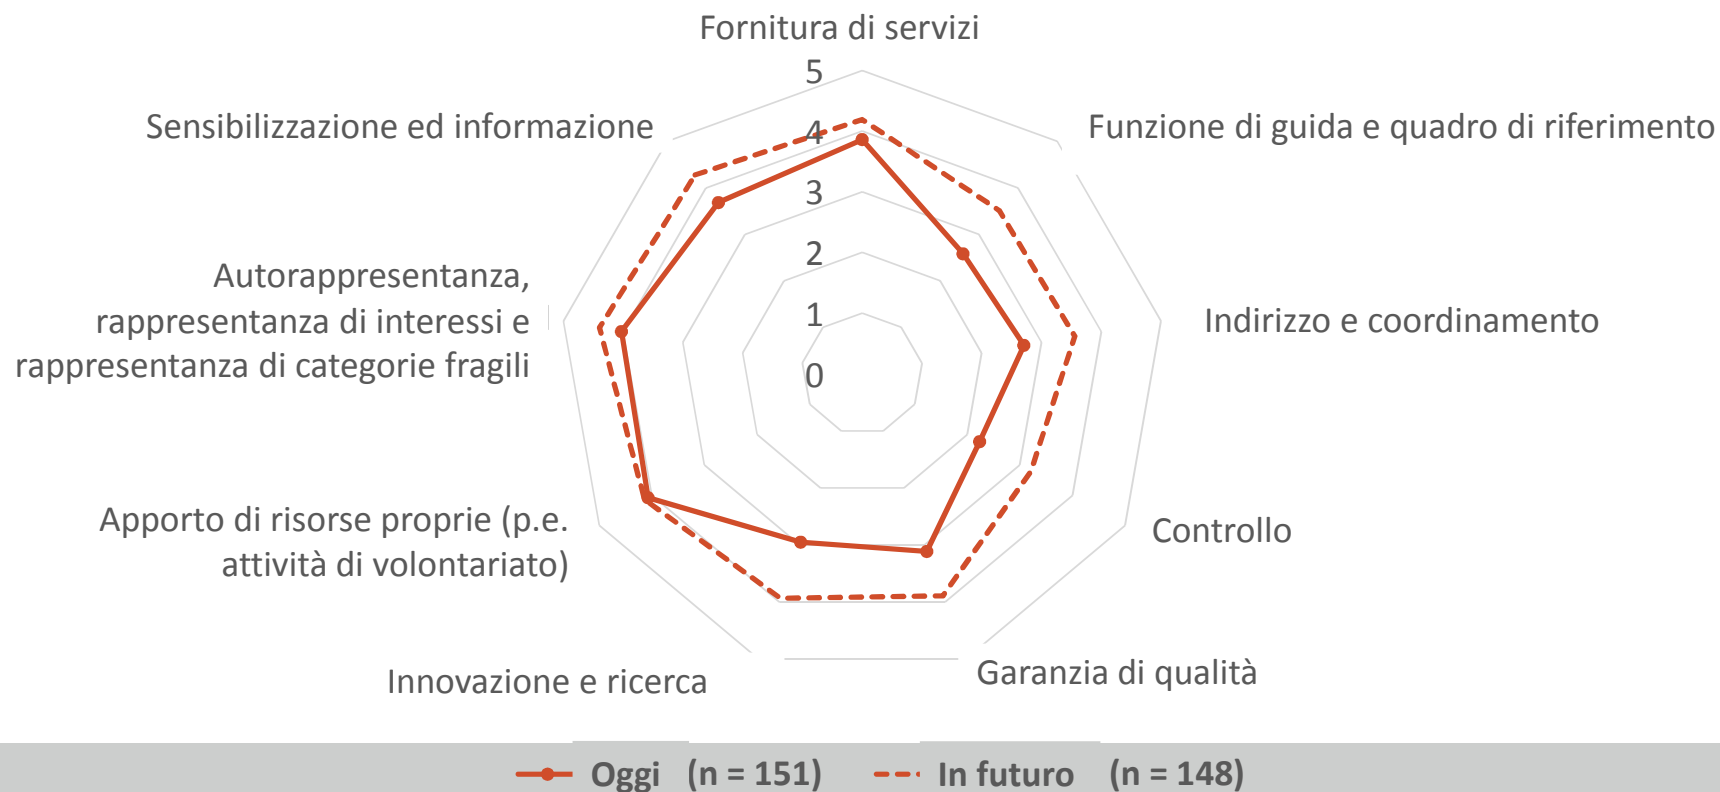 Fornitura di servizi
5
4
3
2
1
0
Funzione di guida e quadro di riferimento
Indirizzo e coordinamento
Controllo
Garanzia di qualità
Innovazione e ricerca
Apporto di risorse proprie (p.e.
attività di volontariato)
Autorappresentanza,
rappresentanza di interessi e
rappresentanza di categorie fragili
Sensibilizzazione ed informazione
Oggi (n = 151) In futuro (n = 148)